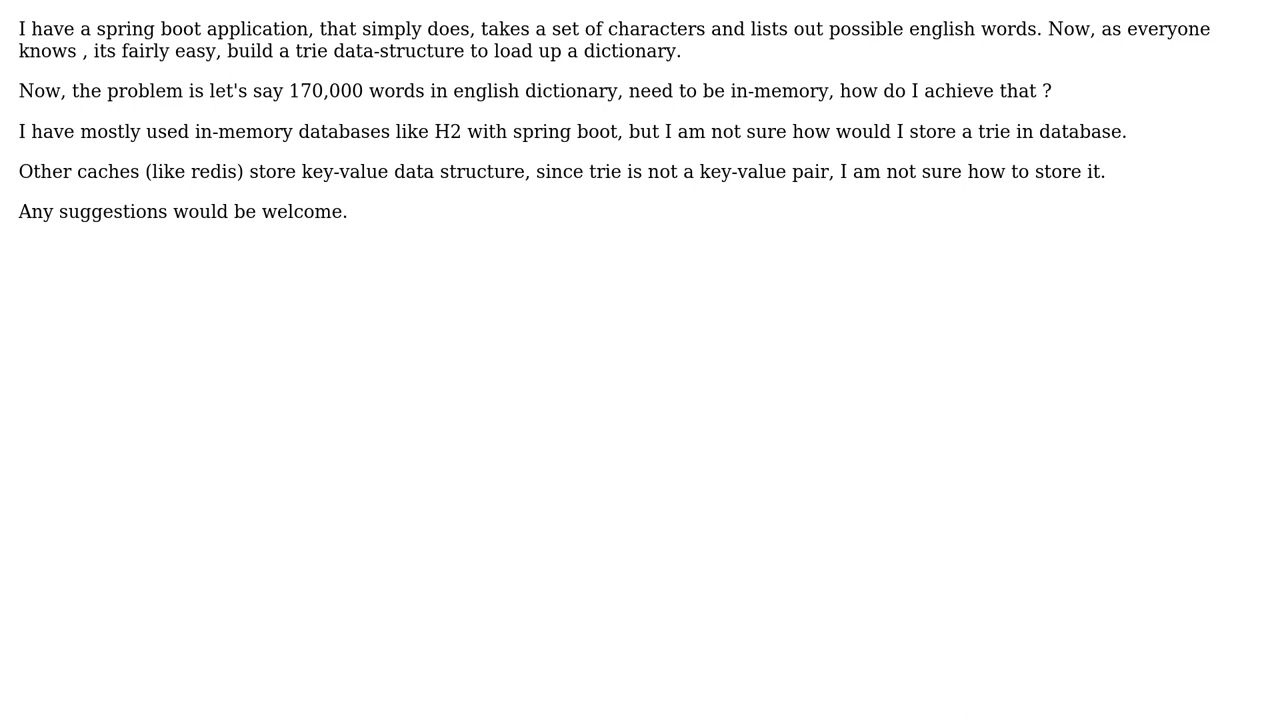 I have a spring boot application, that simply does, takes a set of characters and lists out possible english words. Now, as everyone
knows , its fairly easy, build a trie data-structure to load up a dictionary.
Now, the problem is let's say 170,000 words in english dictionary, need to be in-memory, how do I achieve that ?
I have mostly used in-memory databases like H2 with spring boot, but I am not sure how would I store a trie in database.
Other caches (like redis) store key-value data structure, since trie is not a key-value pair, I am not sure how to store it.
Any suggestions would be welcome.